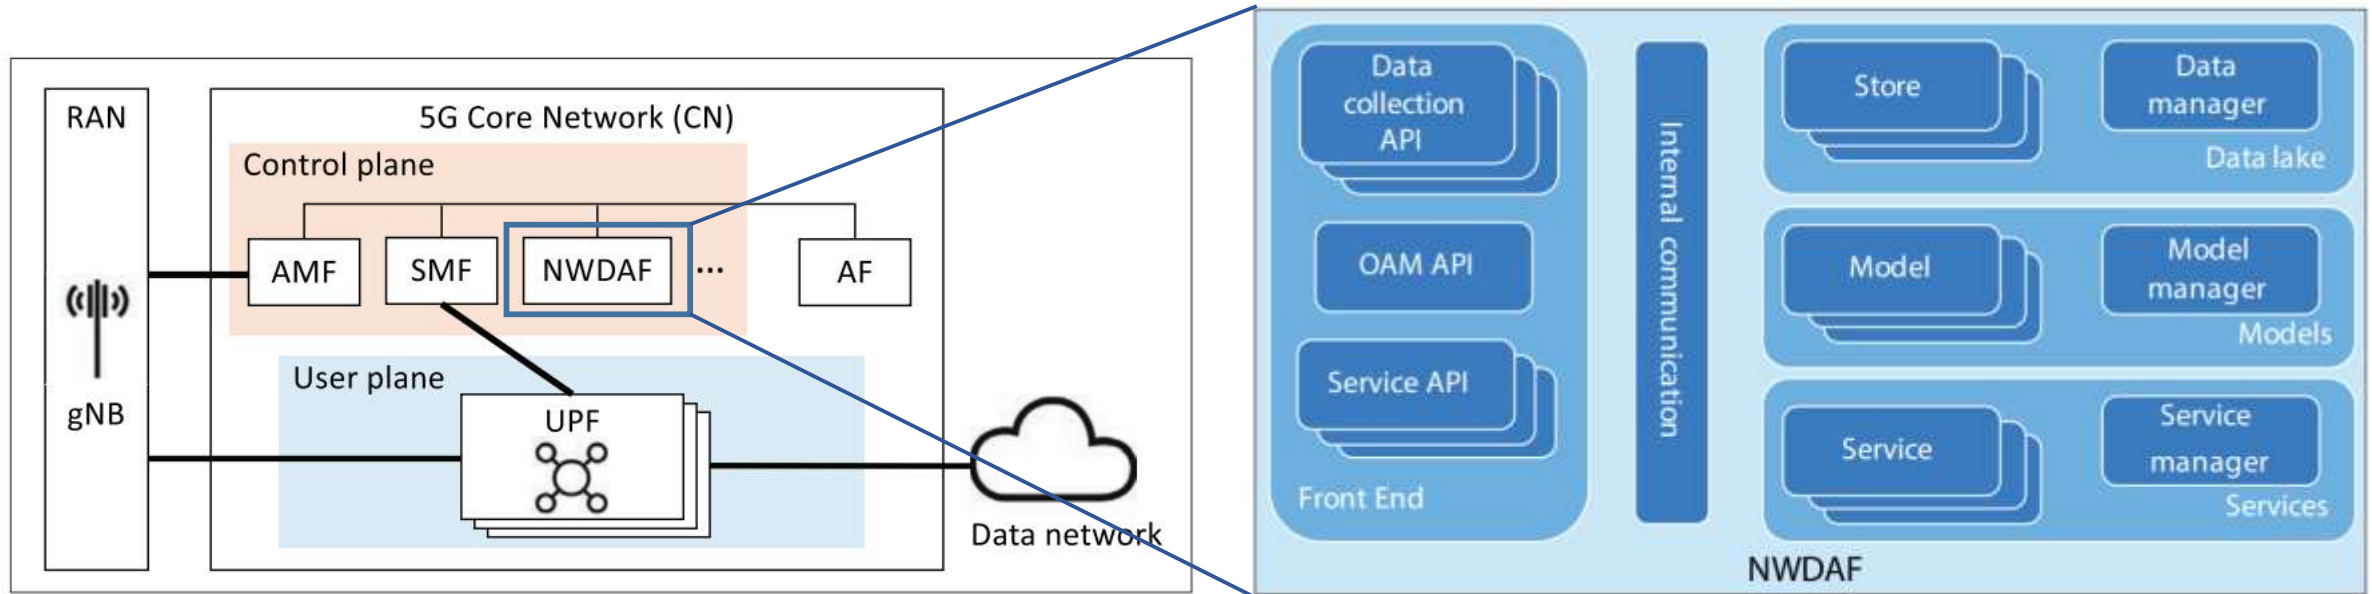 RAN
gNB
5G Core Network (CN)
Control plane
AMF
SMF
NWDAF
...
AF
User plane
UPF
Data network
Data
collection
API
OAM API
Service API
Front End
Internal communication
Store
Data
manager
Data lake
Model
Model
manager
Models
Service
Service
manager
Services
NWDAF